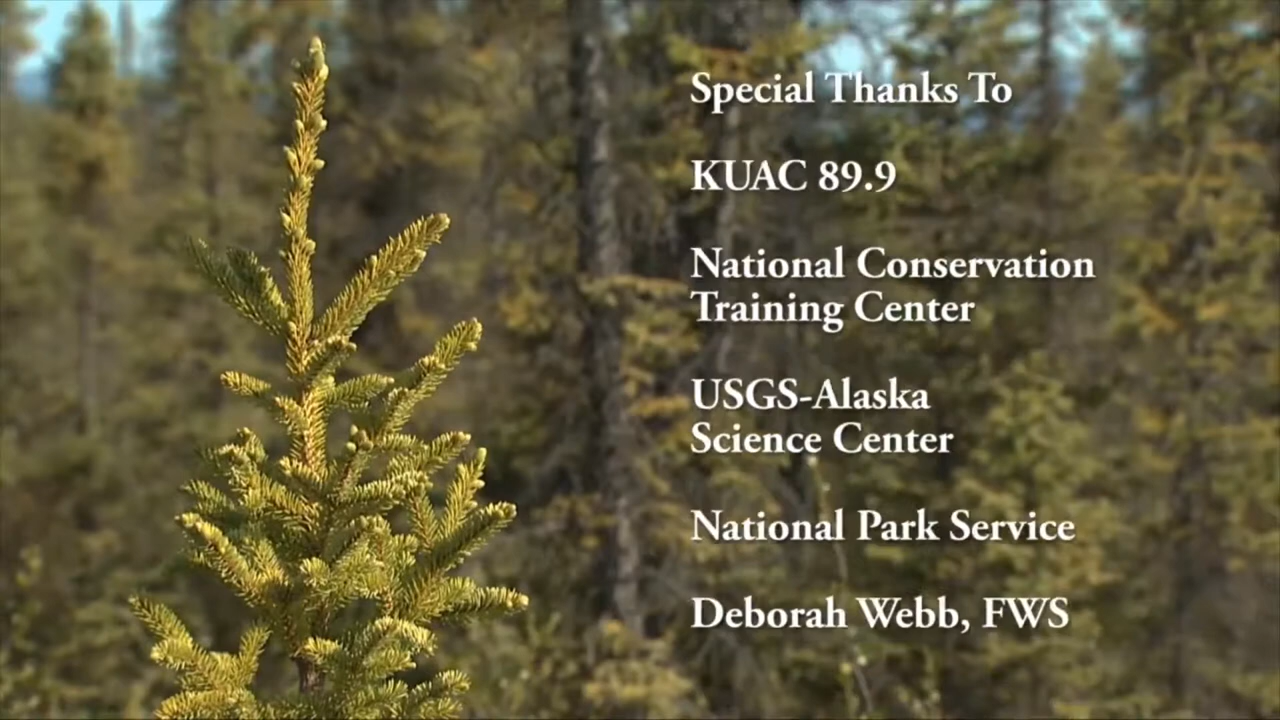 Special Thanks To
KUAC 89.9
National Conservation
Training Center
USGS-Alaska
Science Center
National Park Service
Deborah Webb, FWS